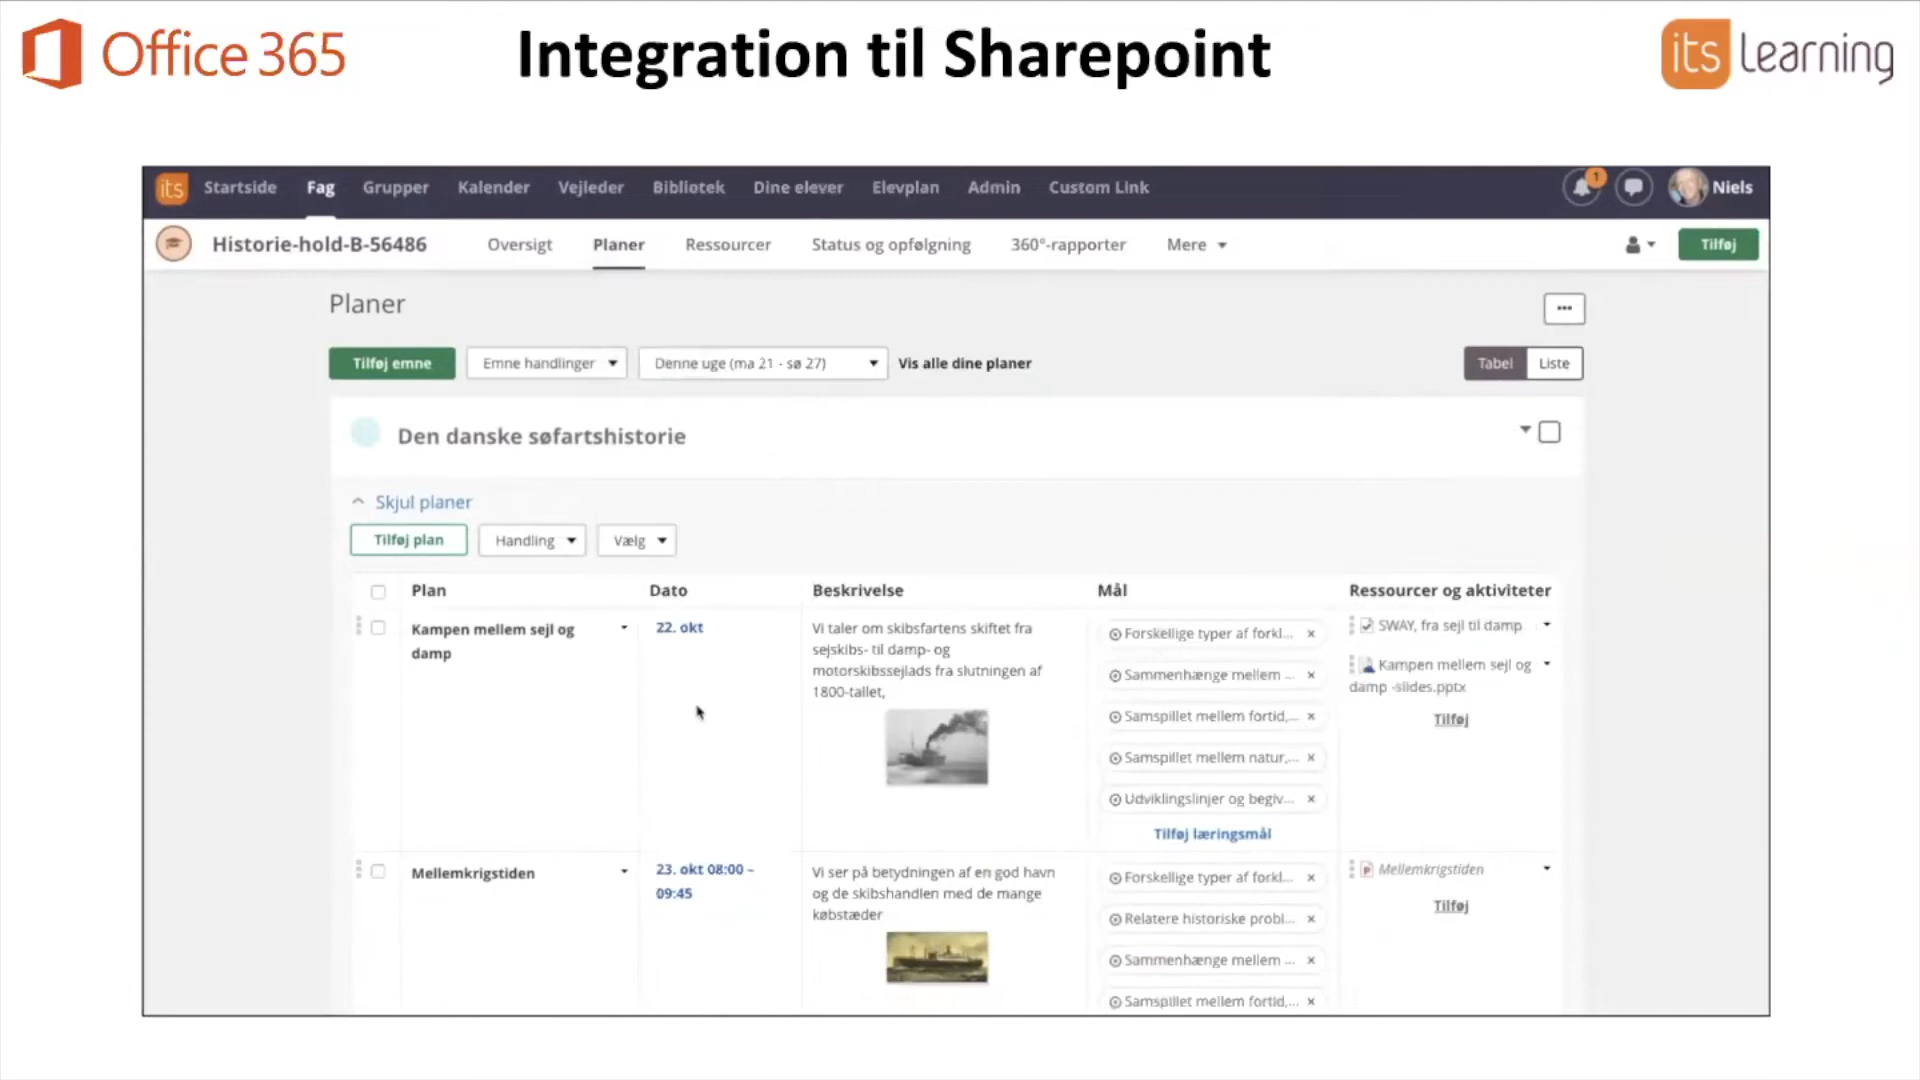 Office 365
Integration til Sharepoint
its Learning
its Startside Fag Grupper Kalender Vejleder Bibliotek Dine elever Elevplan Admin Custom Link 1 Niels
Historie-hold-B-56486 Oversigt Planer Ressourcer Status og opfølgning 360°-rapporter Mere Tilføj
Planer
Tilføj emne Emne handlinger Denne uge (ma 21 - sø 27) Vis alle dine planer Tabel Liste
Den danske søfartshistorie
Skjul planer
Tilføj plan Handling Vælg
Plan Dato Beskrivelse Mål Ressourcer og aktiviteter
Kampen mellem sejl og
damp
22. okt
Vi taler om skibsfartens skiftet fra
sejskibs- til damp- og
motorskibssejlads fra slutningen af
1800-tallet,
Forskellige typer af forkl...
Sammenhænge mellem ...
Samspillet mellem fortid,...
Samspillet mellem natur,...
Udviklingslinjer og begiv...
Tilføj læringsmål
SWAY, fra sejl til damp
Kampen mellem sejl og
damp -slides.pptx
Tilføj
Mellemkrigstiden
23. okt 08:00 –
09:45
Vi ser på betydningen af en god havn
og de skibshandlen med de mange
købstæder
Forskellige typer af forkl...
Relatere historiske probl...
Sammenhænge mellem ...
Samspillet mellem fortid,...
Mellemkrigstiden
Tilføj